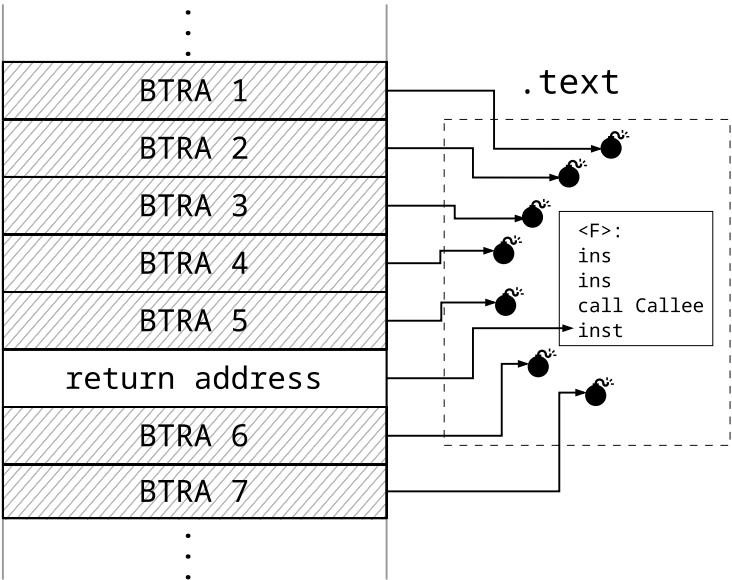 BTRA 1
BTRA 2
BTRA 3
BTRA 4
BTRA 5
return address
BTRA 6
BTRA 7
.text
<F>:
ins
ins
call Callee
inst